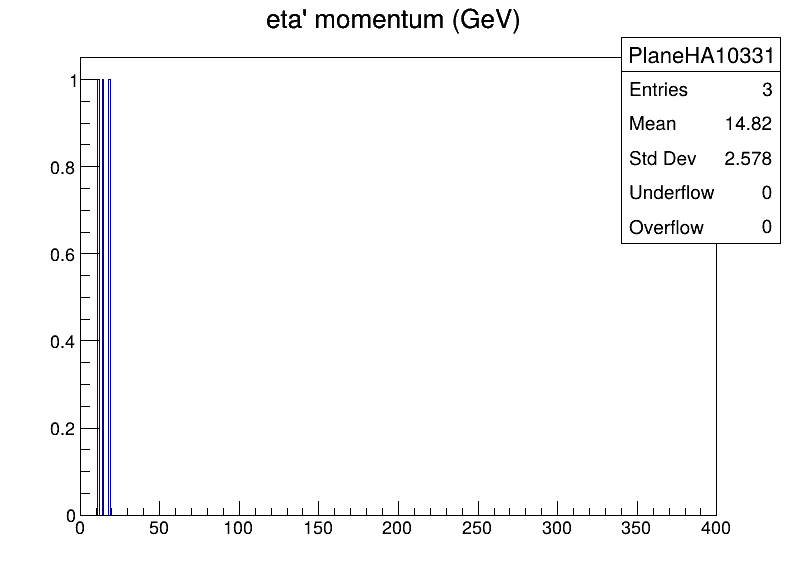 eta' momentum (GeV)
PlaneHA10331
Entries 3
Mean 14.82
Std Dev 2.578
Underflow 0
Overflow 0
1
0.8
0.6
0.4
0.2
0
0 50 100 150 200 250 300 350 400